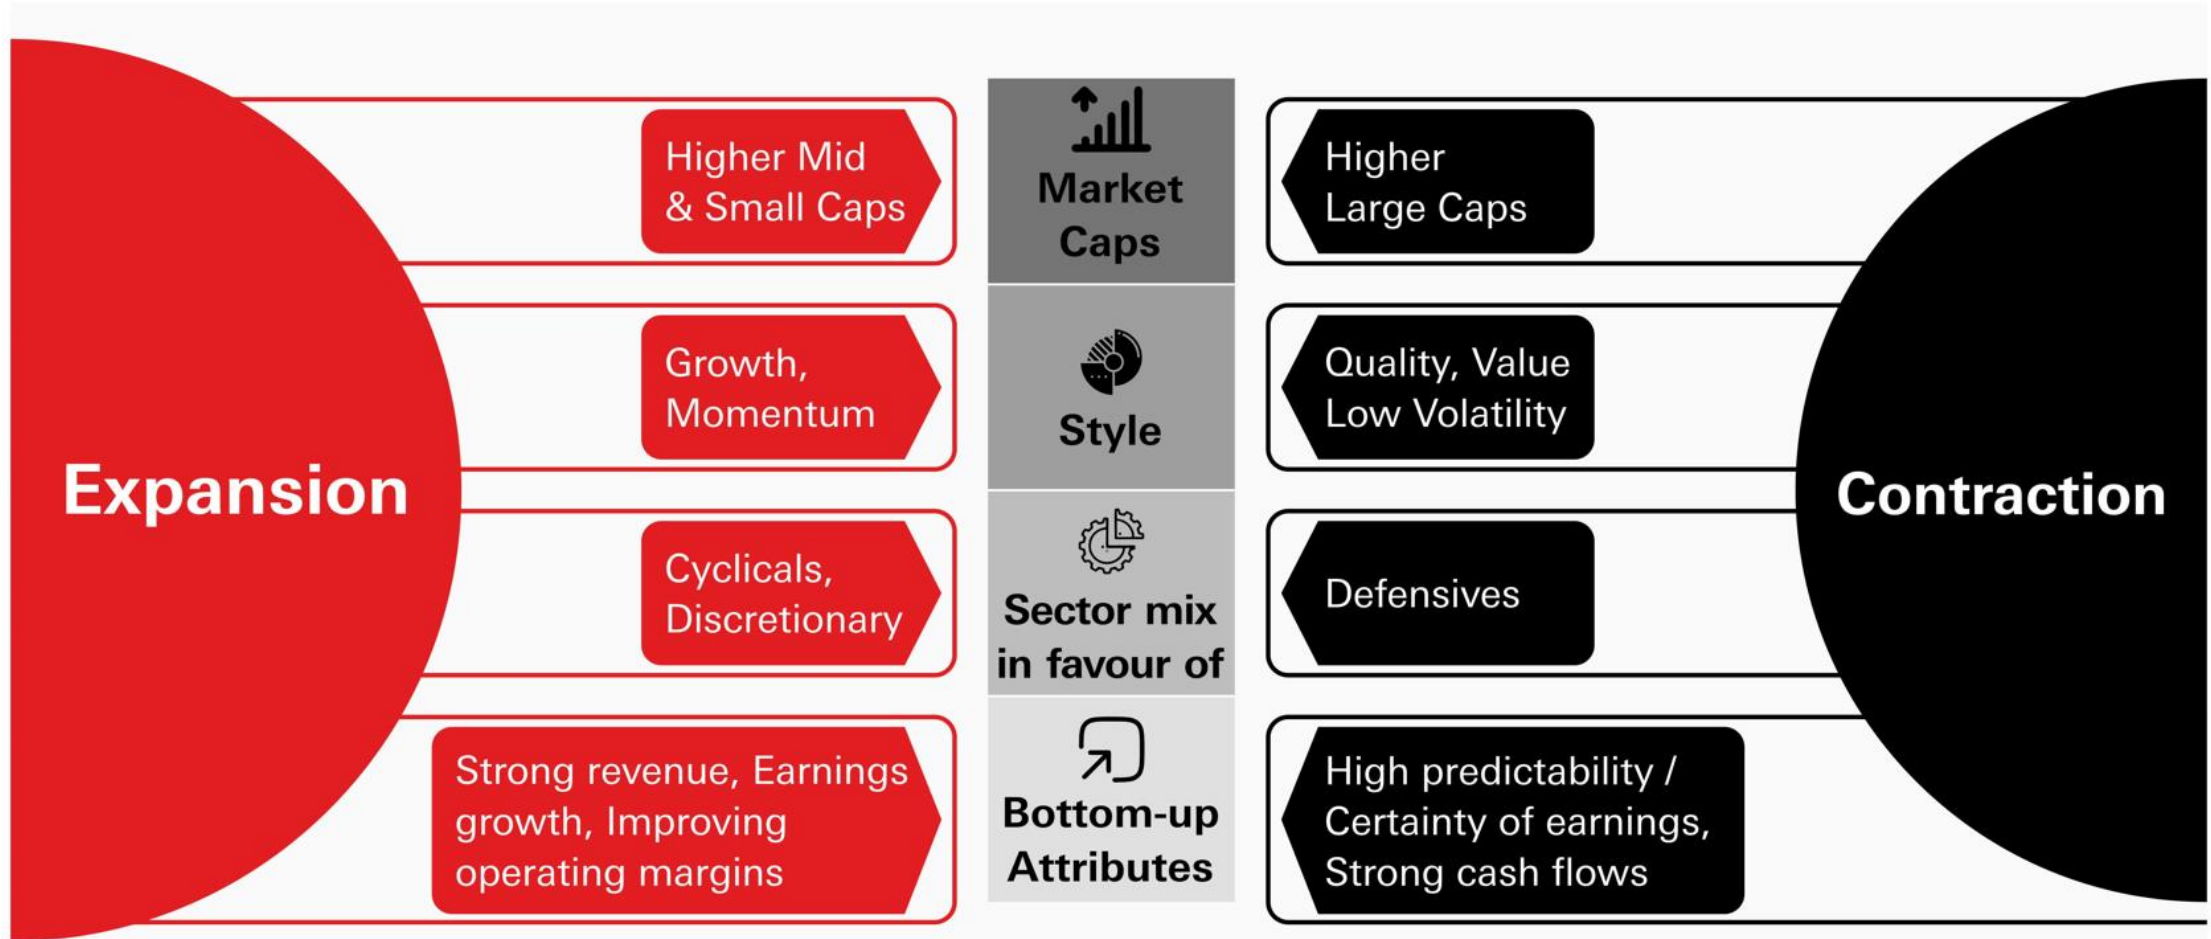 Expansion
Higher Mid
& Small Caps
Market
Caps
Higher
Large Caps
Growth,
Momentum
Style
Quality, Value
Low Volatility
Cyclicals,
Discretionary
Sector mix
in favour of
Defensives
Strong revenue, Earnings
growth, Improving
operating margins
Bottom-up
Attributes
High predictability /
Certainty of earnings,
Strong cash flows
Contraction